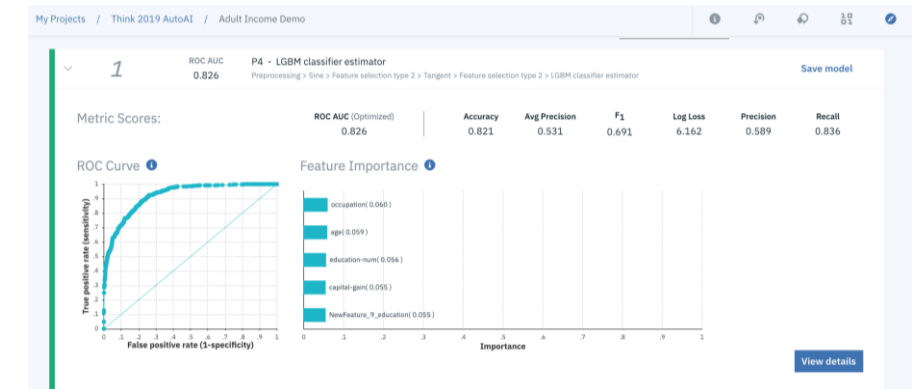 My Projects / Think 2019 AutoAI / Adult Income Demo
1
ROC AUC
0.826
P4 - LGBM classifier estimator
Preprocessing > Sine > Feature selection type 2 > Tangent > Feature selection type 2 > LGBM classifier estimator
Save model
Metric Scores:
ROC AUC (Optimized) Accuracy Avg Precision F1 Log Loss Precision Recall
0.826 0.821 0.531 0.691 6.162 0.589 0.836
ROC Curve
True positive rate (sensitivity)
1
.9
.8
.7
.6
.5
.4
.3
.2
.1
0
0 .1 .2 .3 .4 .5 .6 .7 .8 .9 1
False positive rate (1-specificity)
Feature Importance
occupation( 0.060 )
age( 0.059 )
education-num( 0.056 )
capital-gain( 0.055 )
NewFeature_9_education( 0.055 )
0 .1 .2 .3 .4 .5 .6 .7 .8 .9 1
Importance
View details